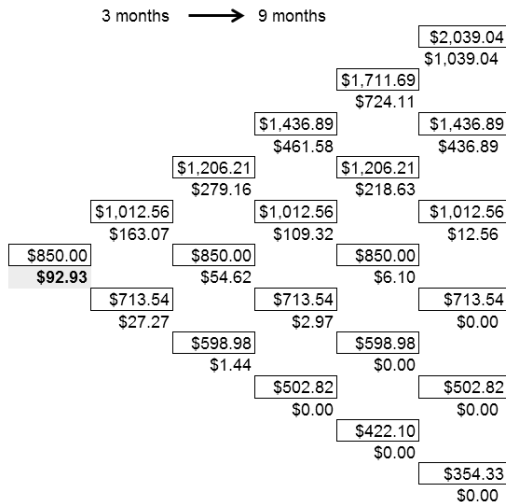 3 months 9 months
$2,039.04
$1,039.04
$1,711.69
$724.11
$1,436.89 $1,436.89
$461.58 $436.89
$1,206.21 $1,206.21
$279.16 $218.63
$1,012.56 $1,012.56 $1,012.56
$163.07 $109.32 $12.56
$850.00 $850.00 $850.00
$92.93 $54.62 $6.10
$713.54 $713.54 $713.54
$27.27 $2.97 $0.00
$598.98 $598.98
$1.44 $0.00
$502.82 $502.82
$0.00 $0.00
$422.10
$0.00
$354.33
$0.00